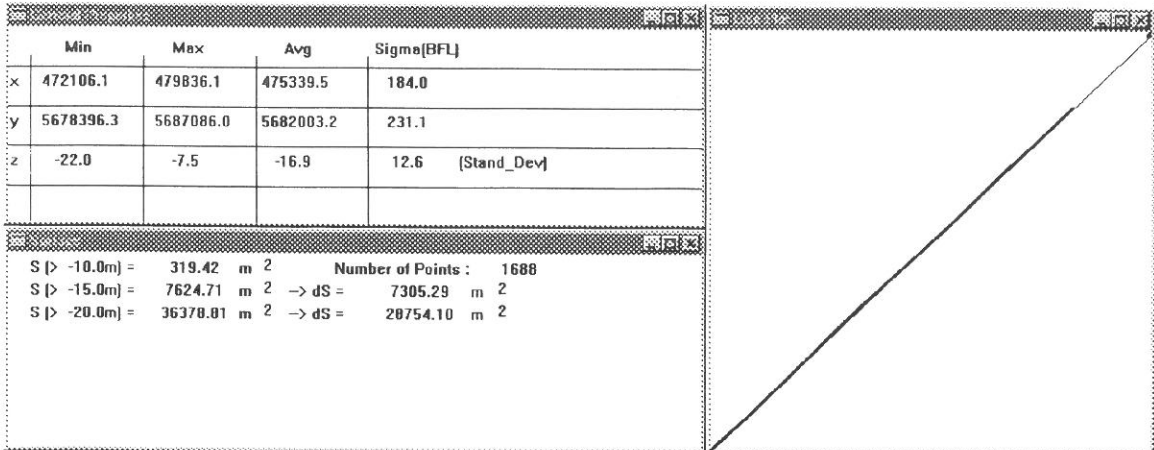 Min Max Avg Sigma(BFL)
x 472106.1 479836.1 475339.5 184.0
y 5678396.3 5687086.0 5682003.2 231.1
z -22.0 -7.5 -16.9 12.6 (Stand_Dev)
S (> -10.0m) = 319.42 m 2 Number of Points : 1688
S (> -15.0m) = 7624.71 m 2 -> dS = 7305.29 m 2
S (> -20.0m) = 36378.81 m 2 -> dS = 28754.10 m 2